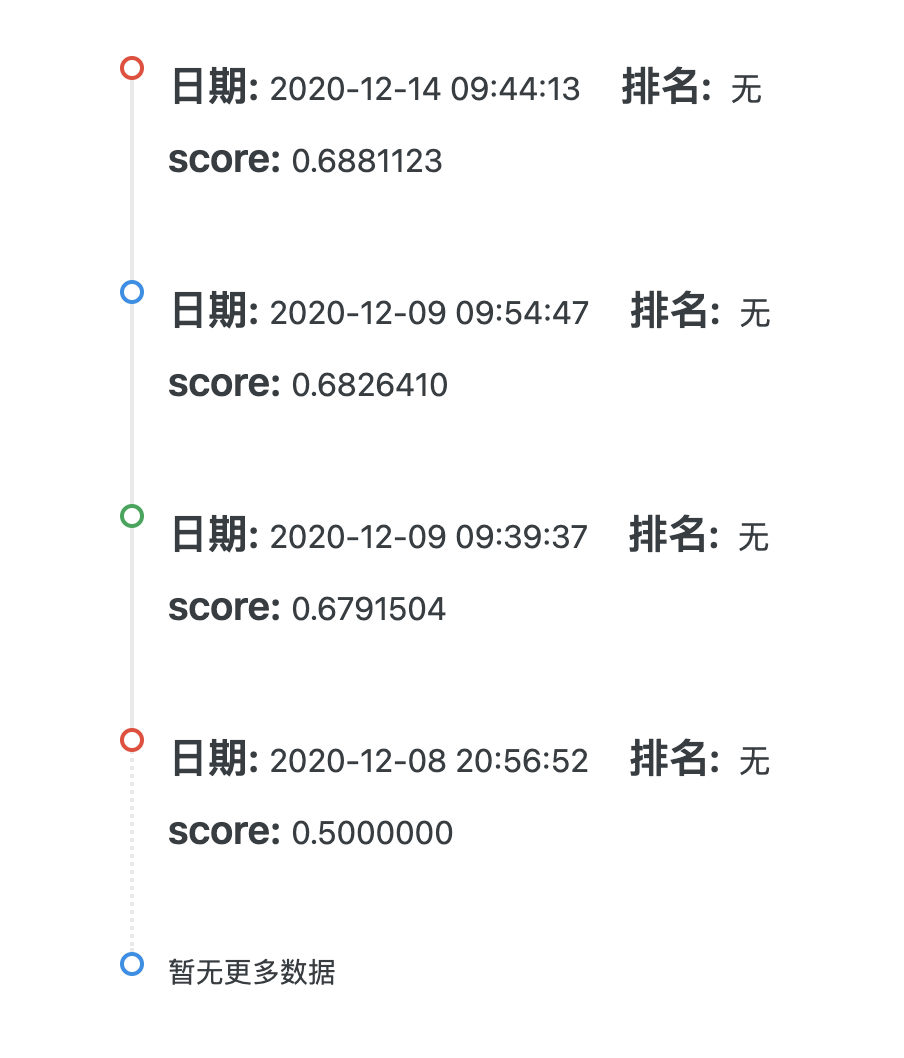 日期: 2020-12-14 09:44:13 排名: 无
score: 0.6881123
日期: 2020-12-09 09:54:47 排名: 无
score: 0.6826410
日期: 2020-12-09 09:39:37 排名: 无
score: 0.6791504
日期: 2020-12-08 20:56:52 排名: 无
score: 0.5000000
暂无更多数据